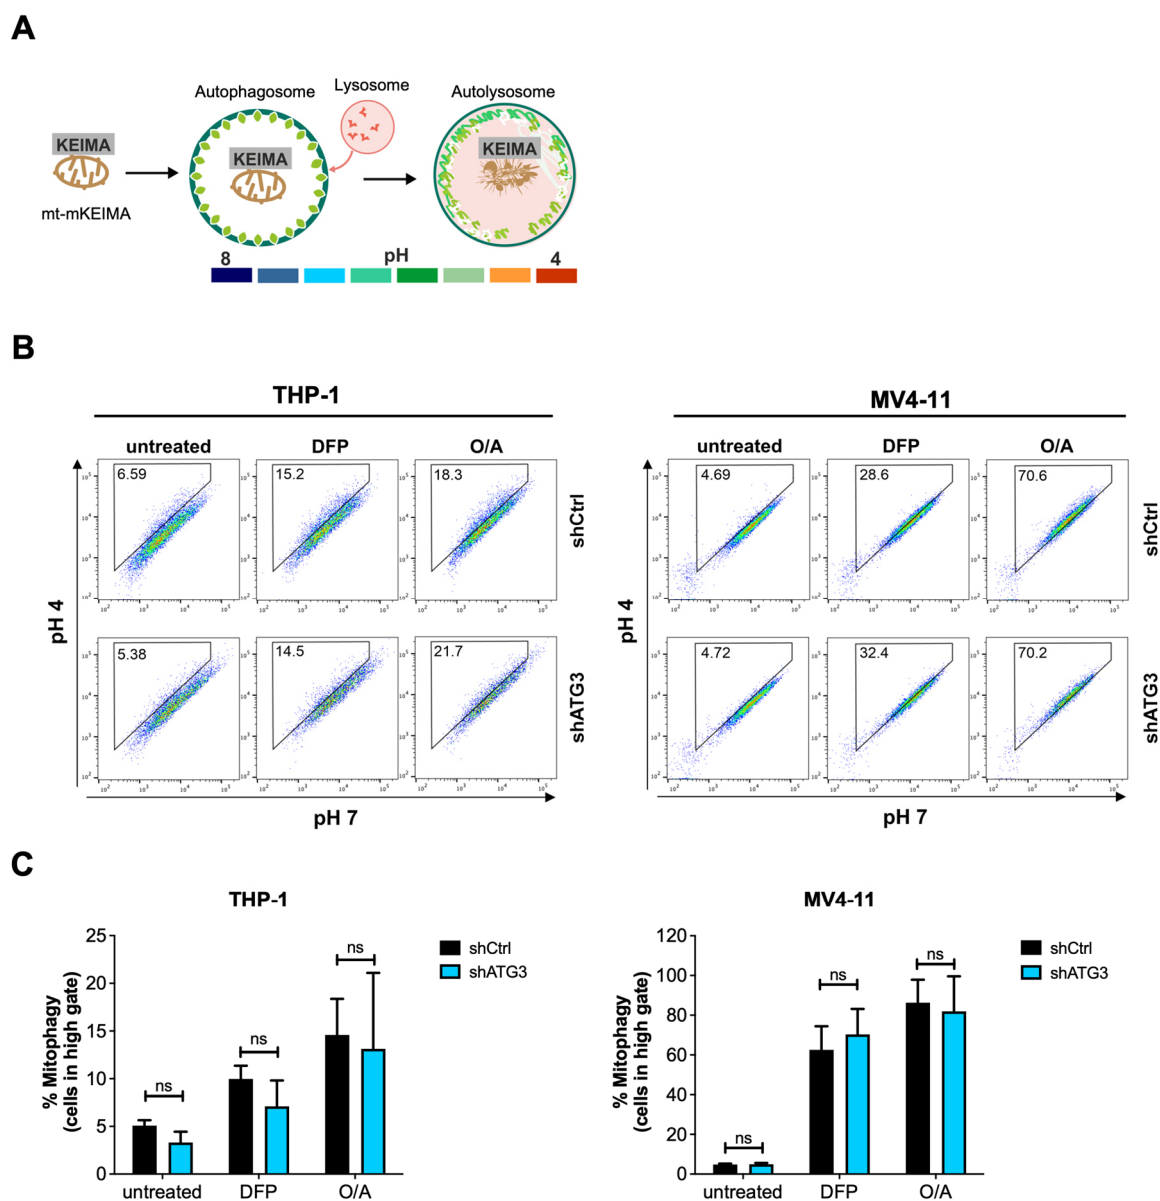 A
Autophagosome
Lysosome
Autolysosome
KEIMA
KEIMA
KEIMA
mt-mKEIMA
8
pH
4
B
THP-1
untreated
DFP
O/A
6.59
15.2
18.3
shCtrl
5.38
14.5
21.7
shATG3
pH 4
pH 7
MV4-11
untreated
DFP
O/A
4.69
28.6
70.6
shCtrl
4.72
32.4
70.2
shATG3
pH 4
pH 7
C
THP-1
% Mitophagy
(cells in high gate)
25
20
15
10
5
0
ns
ns
ns
shCtrl
shATG3
untreated
DFP
O/A
MV4-11
% Mitophagy
(cells in high gate)
120
100
80
60
40
20
0
ns
ns
ns
shCtrl
shATG3
untreated
DFP
O/A